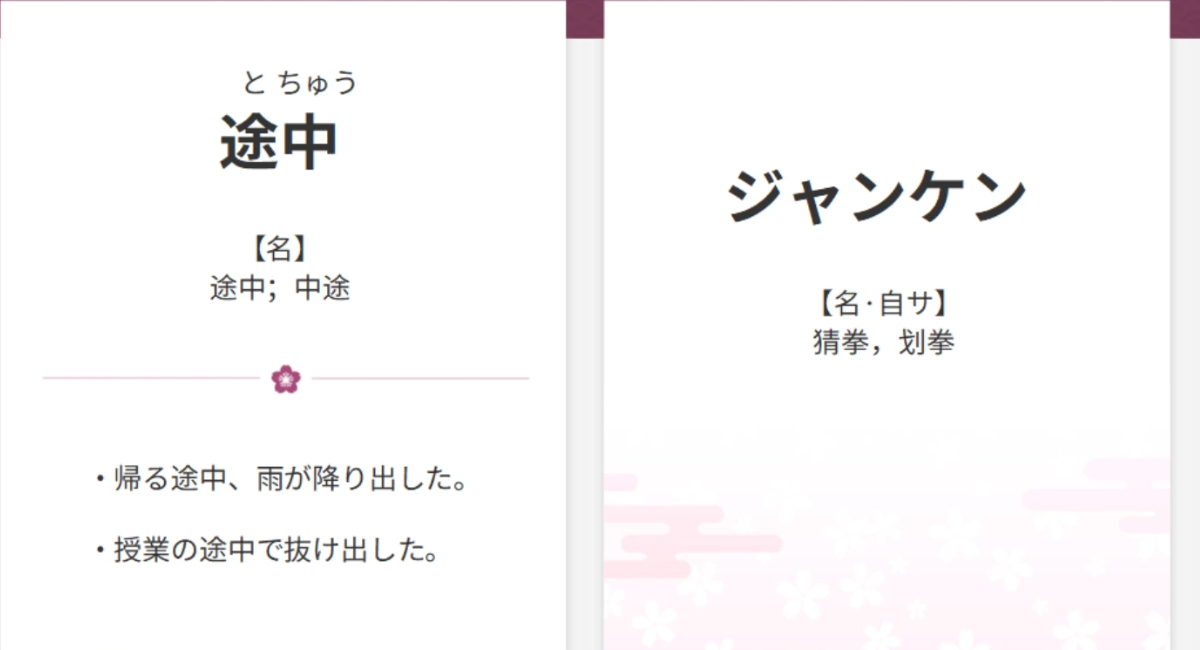 とちゅう
途中
【名】
途中；中途
・帰る途中、雨が降り出した。
・授業の途中で抜け出した。
ジャンケン
【名·自サ】
猜拳，划拳